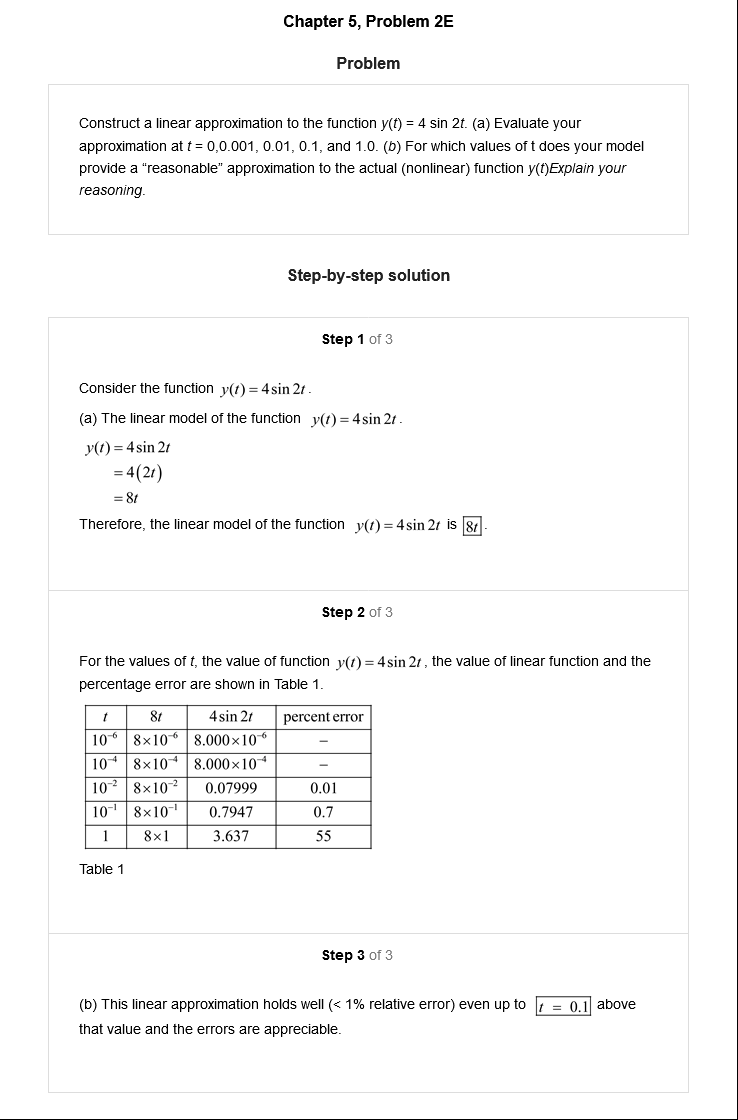 Chapter 5, Problem 2E
Problem
Construct a linear approximation to the function y(t) = 4 sin 2t. (a) Evaluate your
approximation at t = 0,0.001, 0.01, 0.1, and 1.0. (b) For which values of t does your model
provide a “reasonable” approximation to the actual (nonlinear) function y(t)Explain your
reasoning.
Step-by-step solution
Step 1 of 3
Consider the function y(t) = 4 sin 2t .
(a) The linear model of the function y(t) = 4 sin 2t .
y(t) = 4 sin 2t
= 4(2t)
= 8t
Therefore, the linear model of the function y(t) = 4 sin 2t is 8t .
Step 2 of 3
For the values of t, the value of function y(t) = 4 sin 2t , the value of linear function and the
percentage error are shown in Table 1.
t 8t 4 sin 2t percent error
10⁻⁶ 8×10⁻⁶ 8.000×10⁻⁶ –
10⁻⁴ 8×10⁻⁴ 8.000×10⁻⁴ –
10⁻² 8×10⁻² 0.07999 0.01
10⁻¹ 8×10⁻¹ 0.7947 0.7
1 8×1 3.637 55
Table 1
Step 3 of 3
(b) This linear approximation holds well (< 1% relative error) even up to t = 0.1 above
that value and the errors are appreciable.